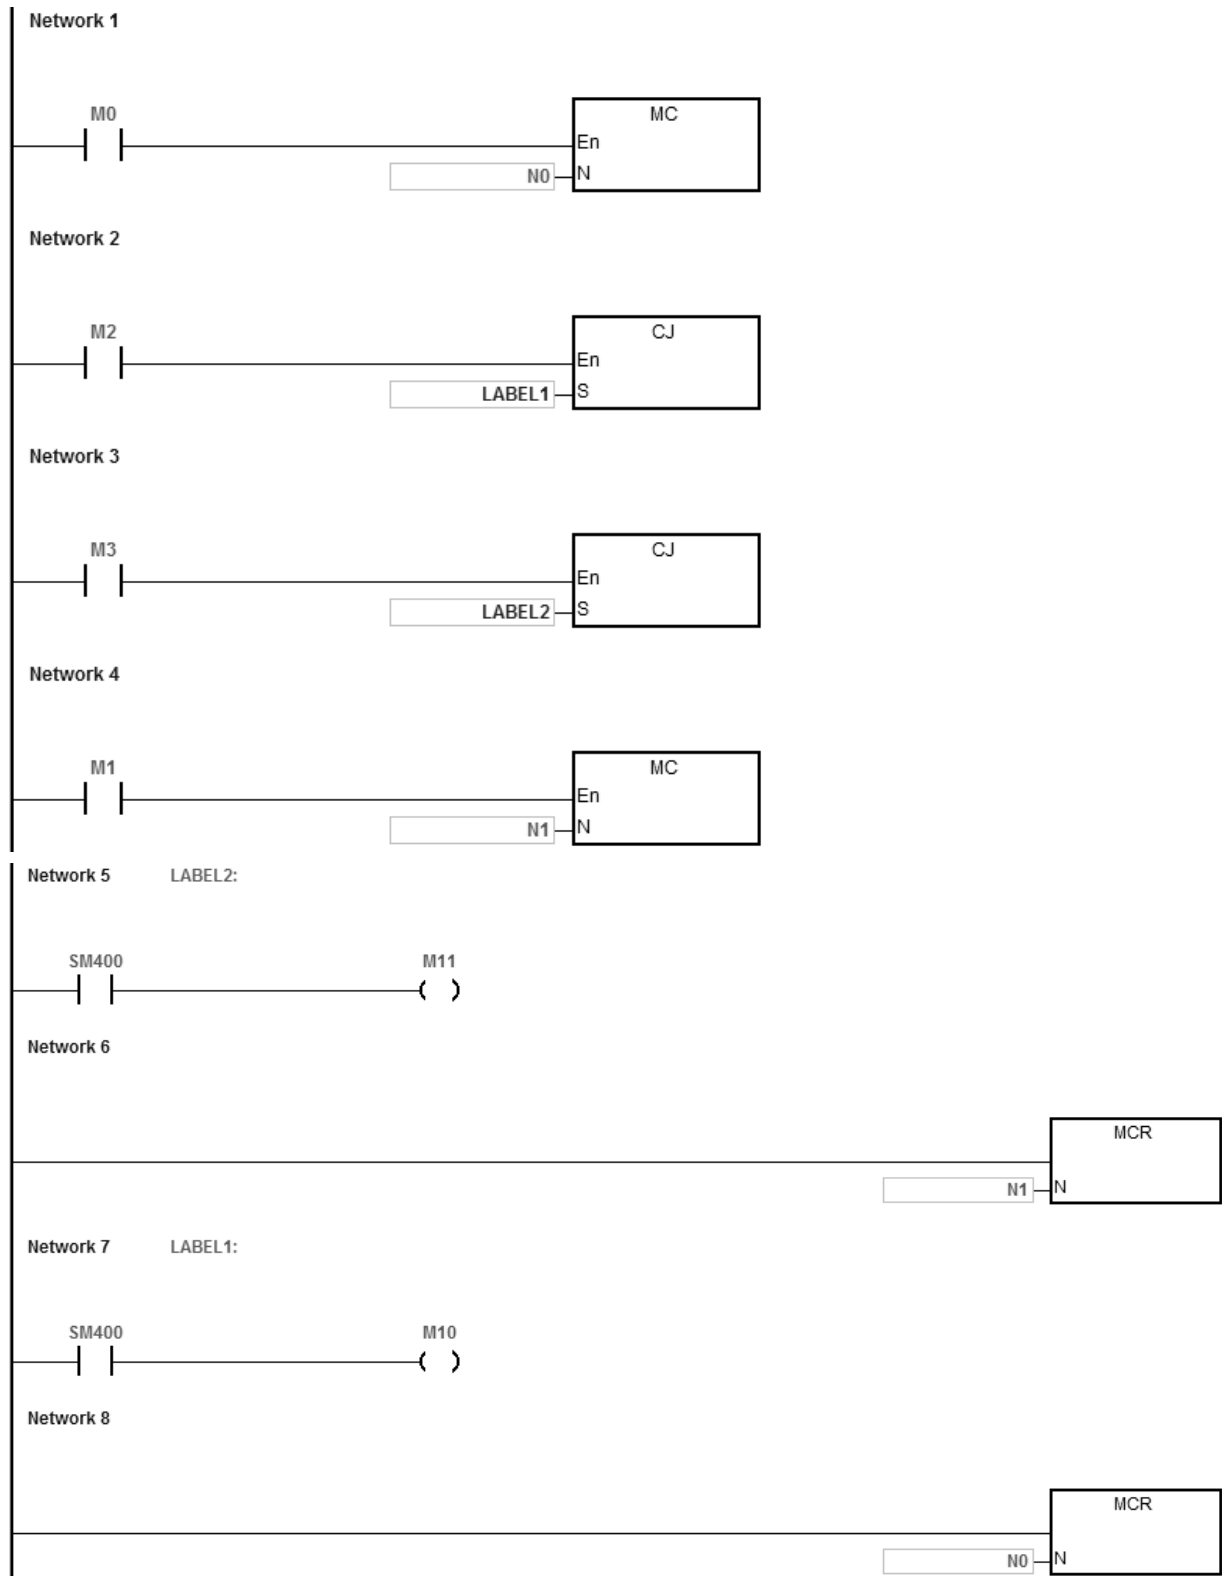 Network 1
M0
MC
En
N0 N
Network 2
M2
CJ
En
LABEL1 S
Network 3
M3
CJ
En
LABEL2 S
Network 4
M1
MC
En
N1 N
Network 5 LABEL2:
SM400 M11
Network 6
MCR
N1 N
Network 7 LABEL1:
SM400 M10
Network 8
MCR
N0 N